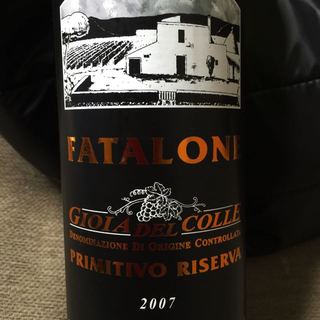 FATALONE
GIOIA DEL COLLE
DENOMINAZIONE DI ORIGINE CONTROLLATA
PRIMITIVO RISERVA
2007